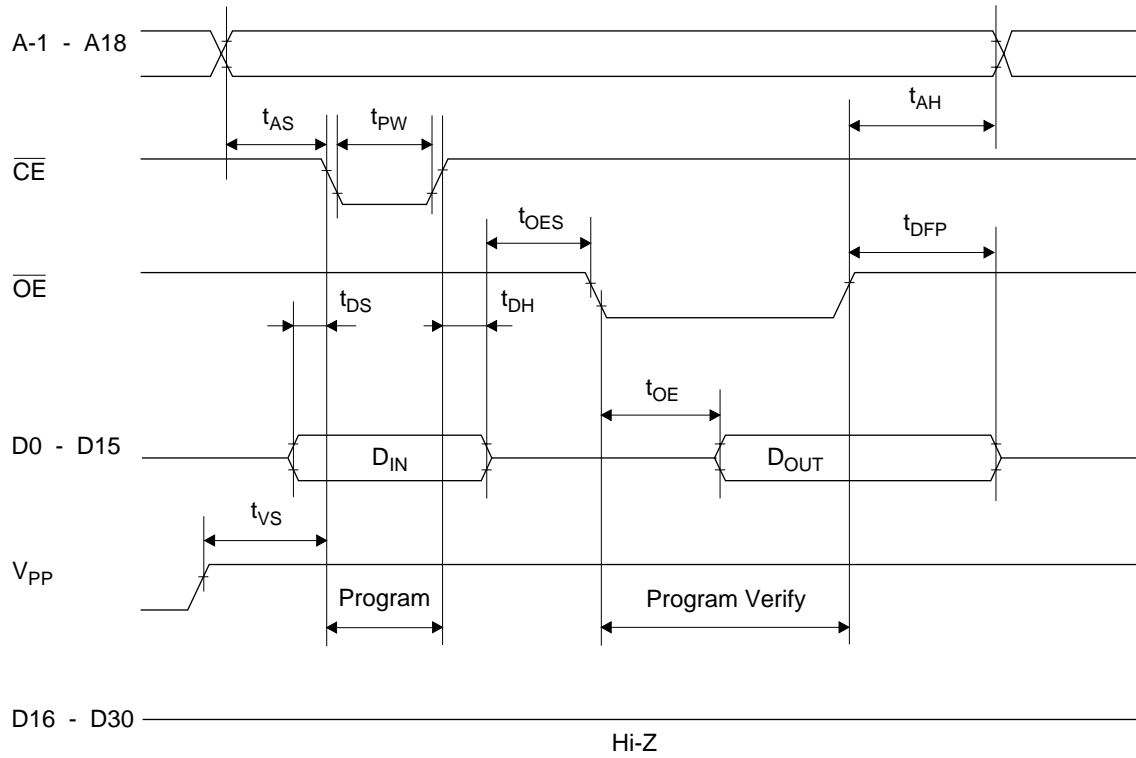 A-1 - A18
tAH
tAS
tPW
CE
tOES
tDFP
OE
tDS
tDH
tOE
D0 - D15
DIN
DOUT
tVS
VPP
Program
Program Verify
D16 - D30
Hi-Z